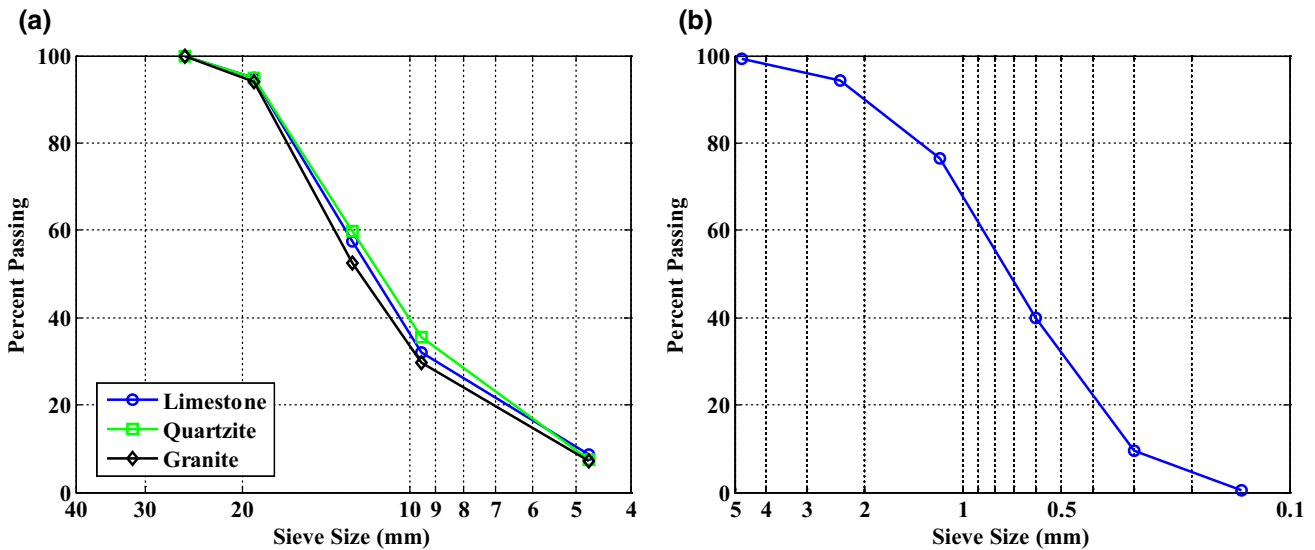 (a)
Percent Passing
100
80
60
40
20
0
Limestone
Quartzite
Granite
40 30 20 10 9 8 7 6 5 4
Sieve Size (mm)
(b)
Percent Passing
100
80
60
40
20
0
5 4 3 2 1 0.5 0.1
Sieve Size (mm)